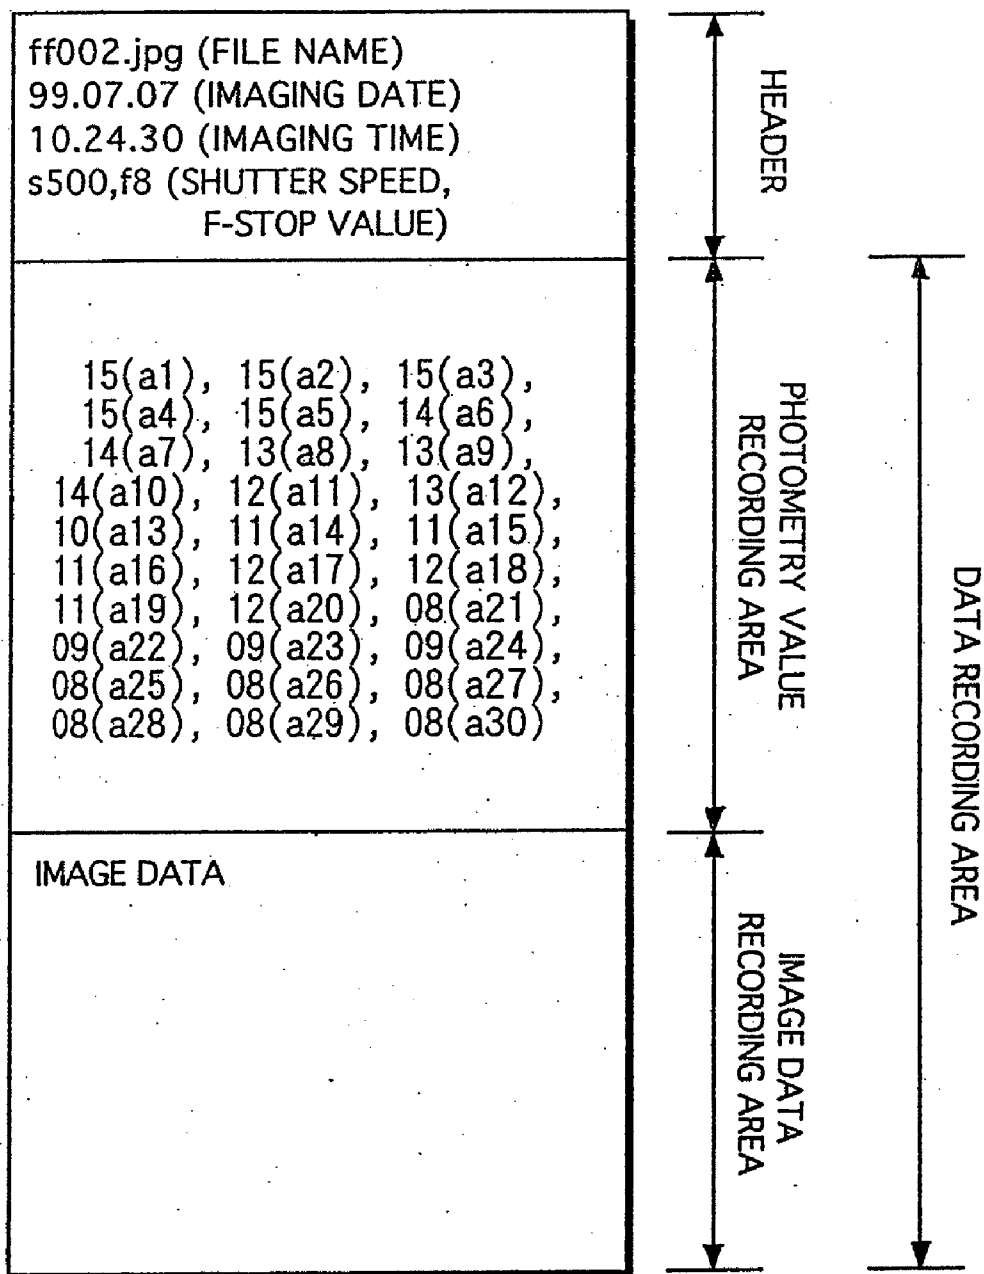 ff002.jpg (FILE NAME)
99.07.07 (IMAGING DATE)
10.24.30 (IMAGING TIME)
s500,f8 (SHUTTER SPEED,
F-STOP VALUE)
HEADER
15(a1), 15(a2), 15(a3),
15(a4), 15(a5), 14(a6),
14(a7), 13(a8), 13(a9),
14(a10), 12(a11), 13(a12),
10(a13), 11(a14), 11(a15),
11(a16), 12(a17), 12(a18),
11(a19), 12(a20), 08(a21),
09(a22), 09(a23), 09(a24),
08(a25), 08(a26), 08(a27),
08(a28), 08(a29), 08(a30)
PHOTOMETRY VALUE
RECORDING AREA
IMAGE DATA
IMAGE DATA
RECORDING AREA
DATA RECORDING AREA